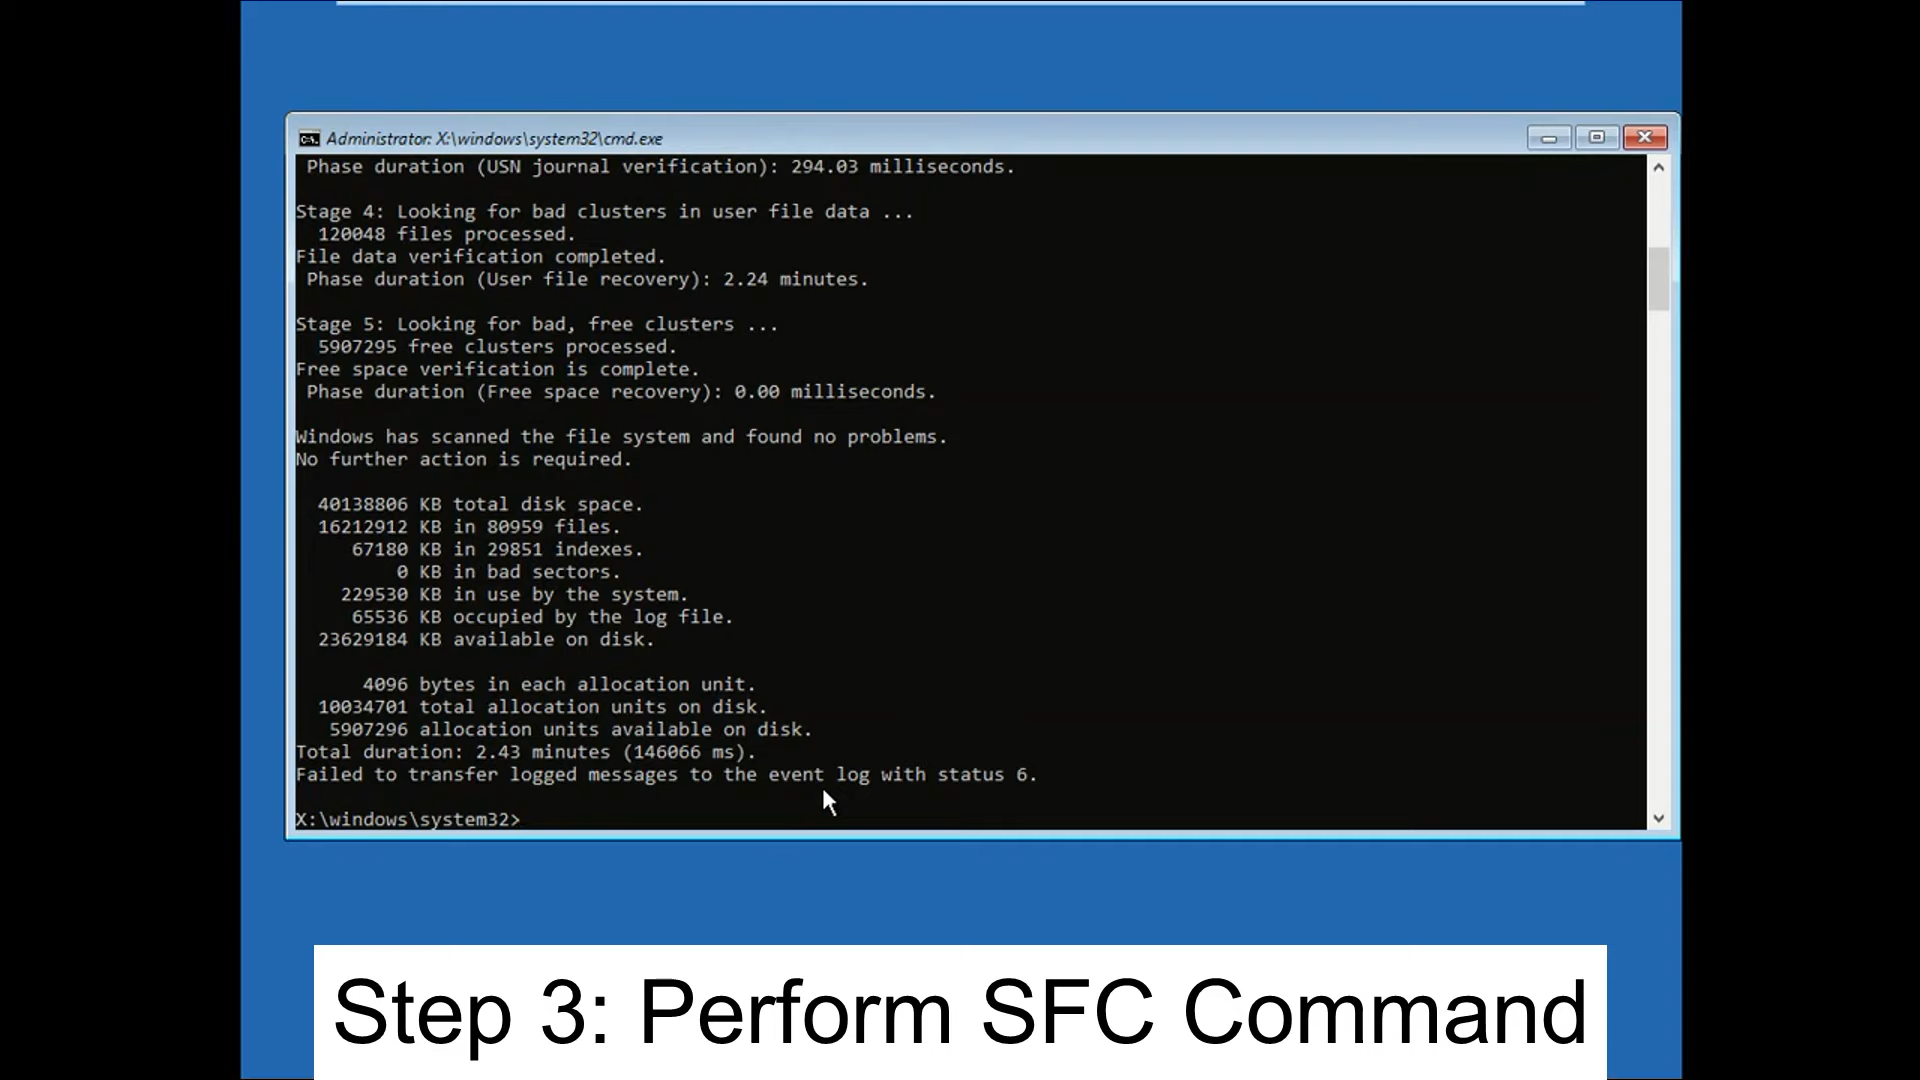 Administrator: X:\windows\system32\cmd.exe
Phase duration (USN journal verification): 294.03 milliseconds.
Stage 4: Looking for bad clusters in user file data ...
120048 files processed.
File data verification completed.
Phase duration (User file recovery): 2.24 minutes.
Stage 5: Looking for bad, free clusters ...
5907295 free clusters processed.
Free space verification is complete.
Phase duration (Free space recovery): 0.00 milliseconds.
Windows has scanned the file system and found no problems.
No further action is required.
40138806 KB total disk space.
16212912 KB in 80959 files.
67180 KB in 29851 indexes.
0 KB in bad sectors.
229530 KB in use by the system.
65536 KB occupied by the log file.
23629184 KB available on disk.
4096 bytes in each allocation unit.
10034701 total allocation units on disk.
5907296 allocation units available on disk.
Total duration: 2.43 minutes (146066 ms).
Failed to transfer logged messages to the event log with status 6.
X:\windows\system32>
Step 3: Perform SFC Command